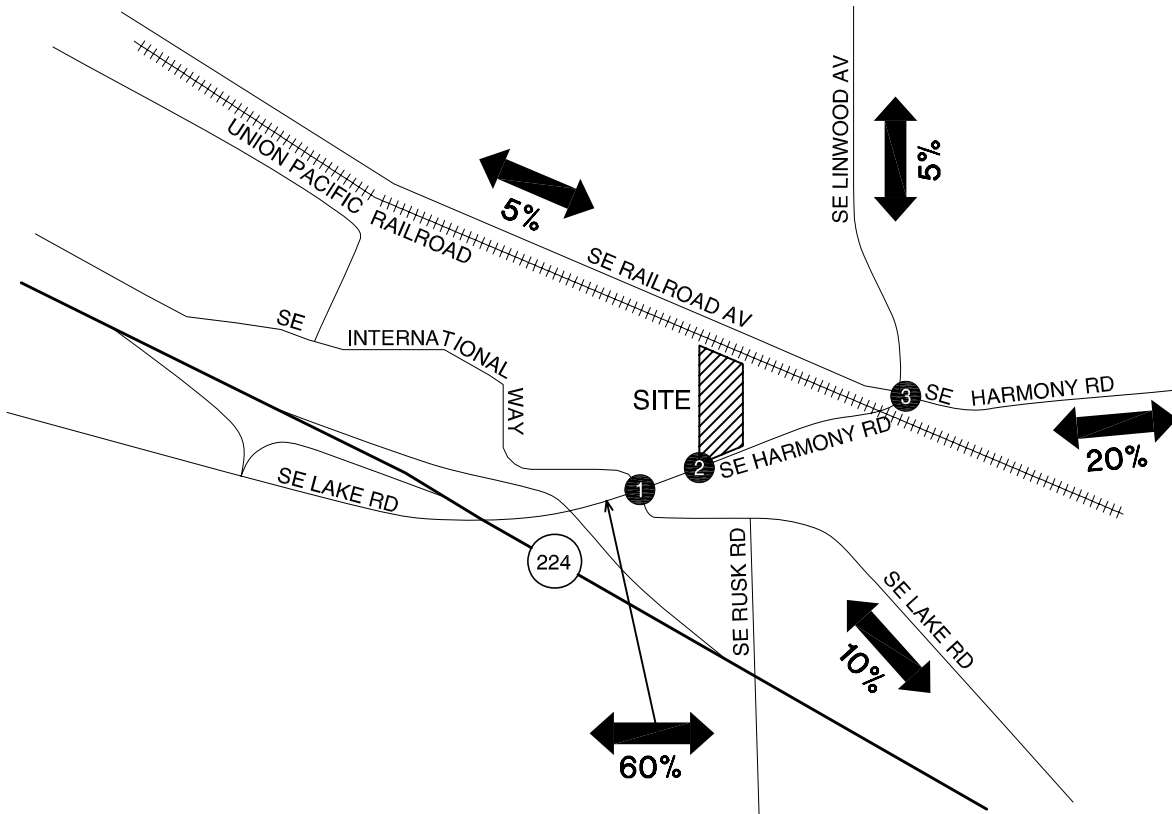 SE LINWOOD AV
5%
UNION PACIFIC RAILROAD
5%
SE RAILROAD AV
SE INTERNATIONAL WAY
SITE
3
SE HARMONY RD
20%
2
SE HARMONY RD
1
SE LAKE RD
224
SE RUSK RD
SE LAKE RD
10%
60%